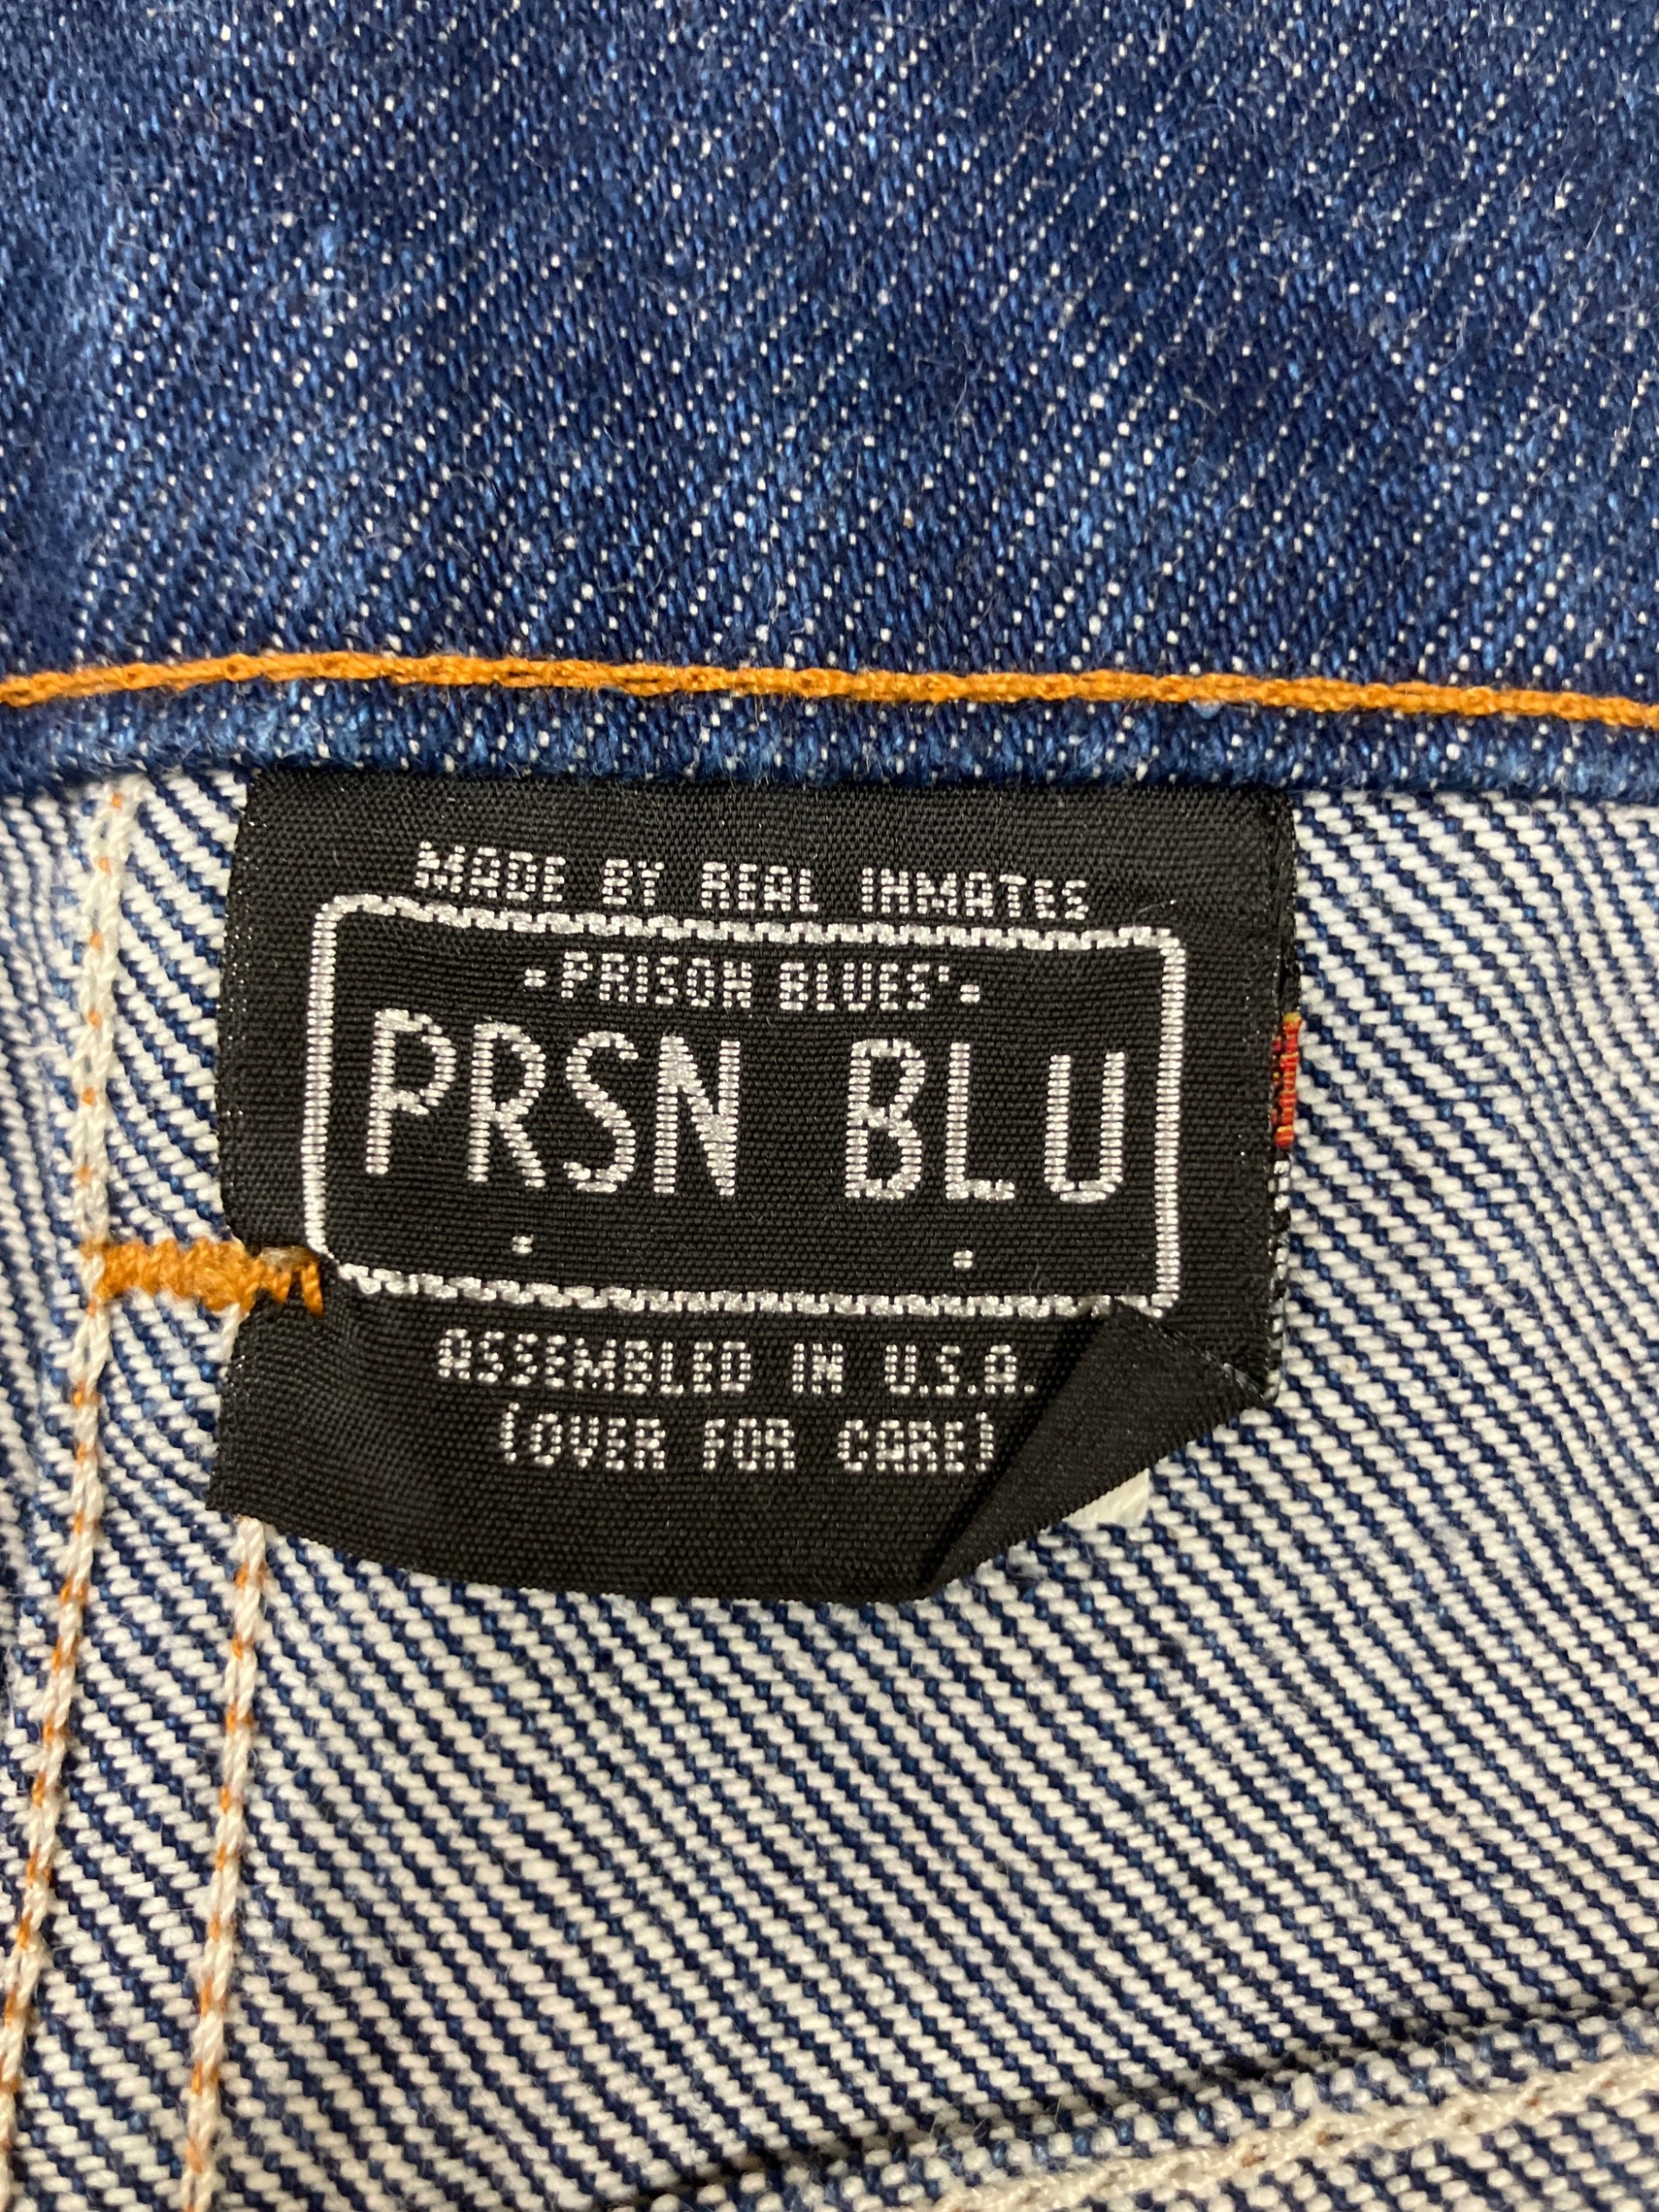 MADE BY REAL INMATES
•PRISON BLUES'•
PRSN BLU
ASSEMBLED IN U.S.A.
(OVER FOR CARE)